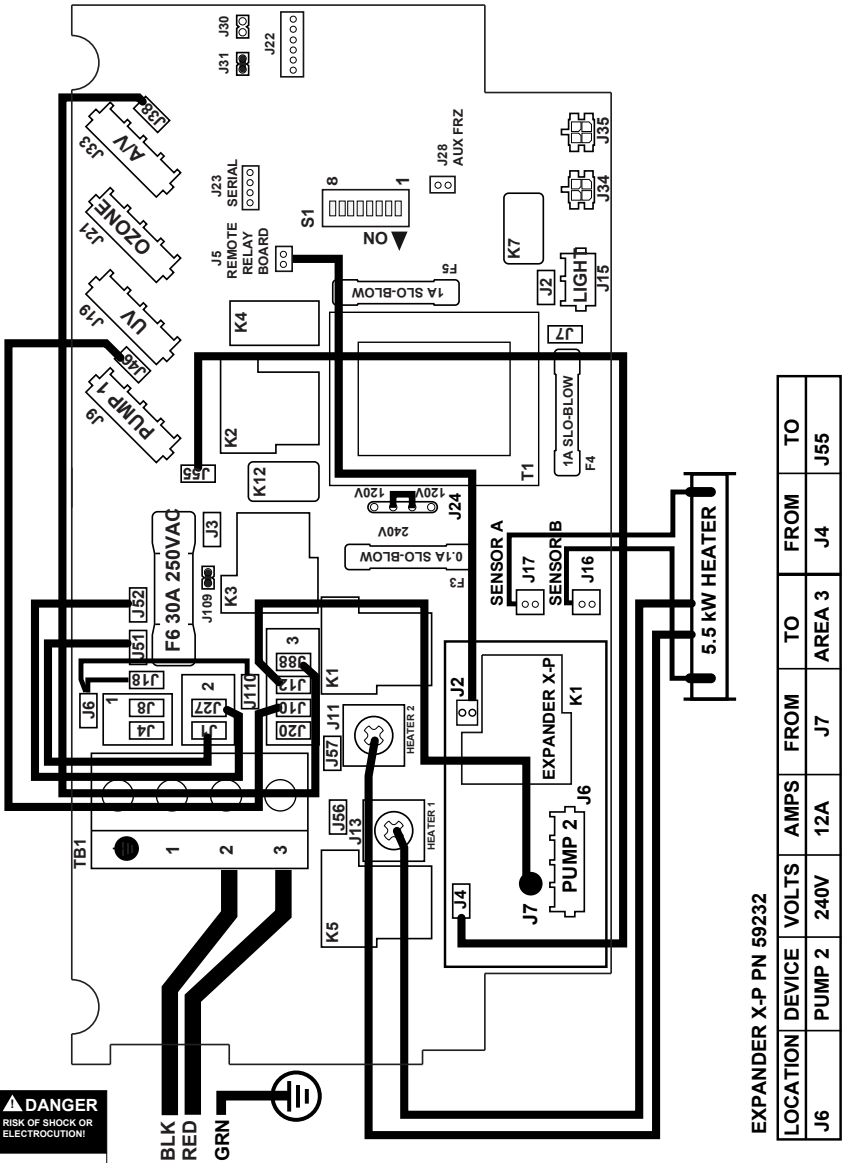 J30
J31
J22
J38
J33
A/V
J21
OZONE
J19
UV
J46
J9
PUMP 1
J23
SERIAL
J5
REMOTE
RELAY
BOARD
S1
8
1
ON
J28
AUX FRZ
J35
J34
K7
J2
LIGHT
J15
J7
F5
1A SLO-BLOW
K4
K2
K12
J55
T1
1A SLO-BLOW
F4
120V
120V
240V
J24
0.1A SLO-BLOW
F3
J3
J109
K3
F6 30A 250VAC
J52
J51
J18
J6
J110
1
J8
J4
2
J27
J1
3
J88
J12
J10
J20
K1
J11
J57
HEATER 2
J56
J13
HEATER 1
K5
TB1
1
2
3
SENSOR A
J17
SENSOR B
J16
5.5 kW HEATER
J2
EXPANDER X-P
K1
J6
PUMP 2
J7
J4
BLK
RED
GRN
DANGER
RISK OF SHOCK OR
ELECTROCUTION!
EXPANDER X-P PN 59232
LOCATION DEVICE VOLTS AMPS FROM TO FROM TO
J6 PUMP 2 240V 12A J7 AREA 3 J4 J55